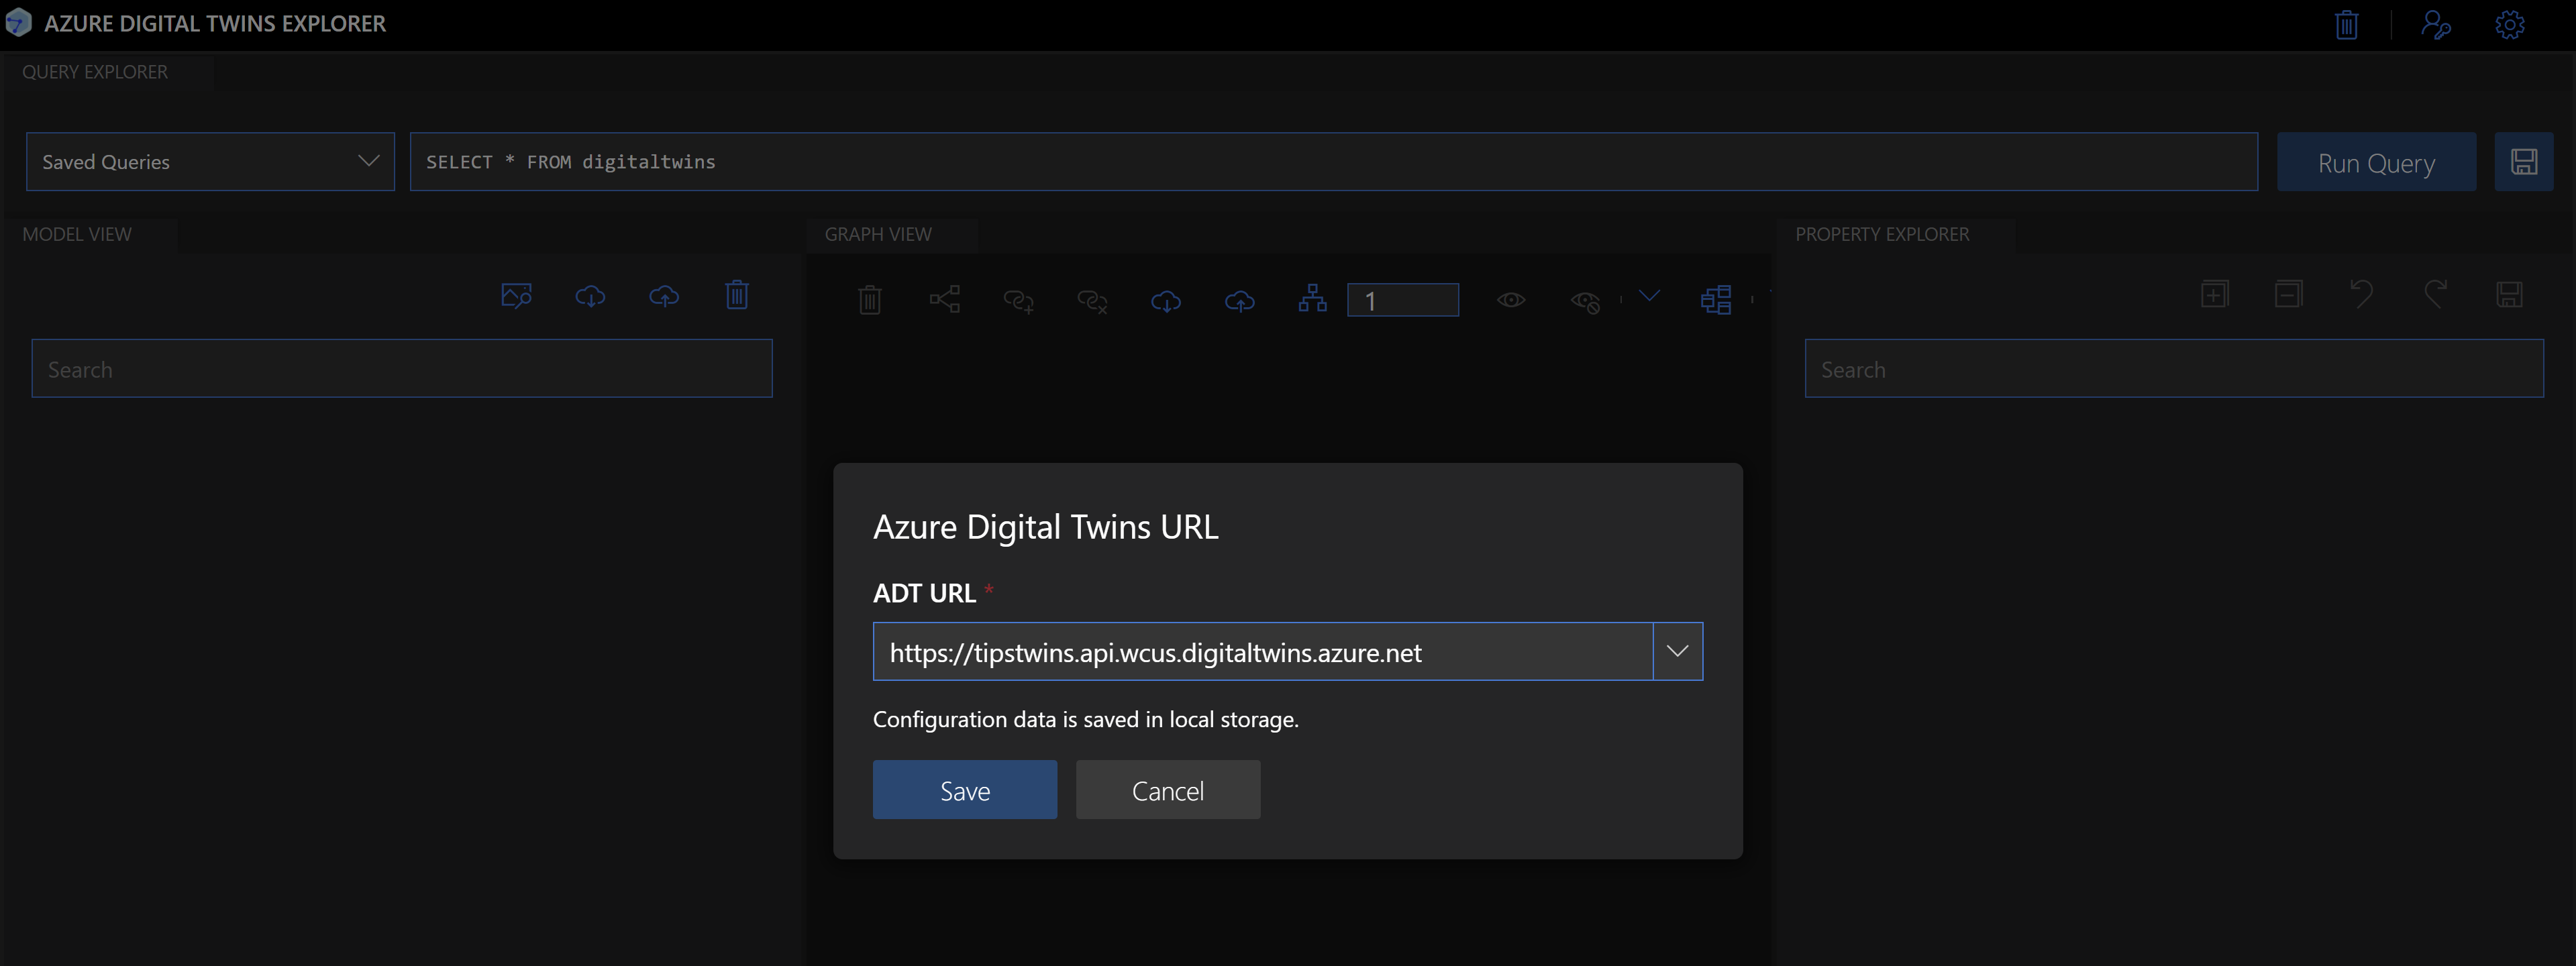 AZURE DIGITAL TWINS EXPLORER
QUERY EXPLORER
Saved Queries
SELECT * FROM digitaltwins
Run Query
MODEL VIEW
GRAPH VIEW
PROPERTY EXPLORER
1
Search
Search
Azure Digital Twins URL
ADT URL *
https://tipstwins.api.wcus.digitaltwins.azure.net
Configuration data is saved in local storage.
Save
Cancel